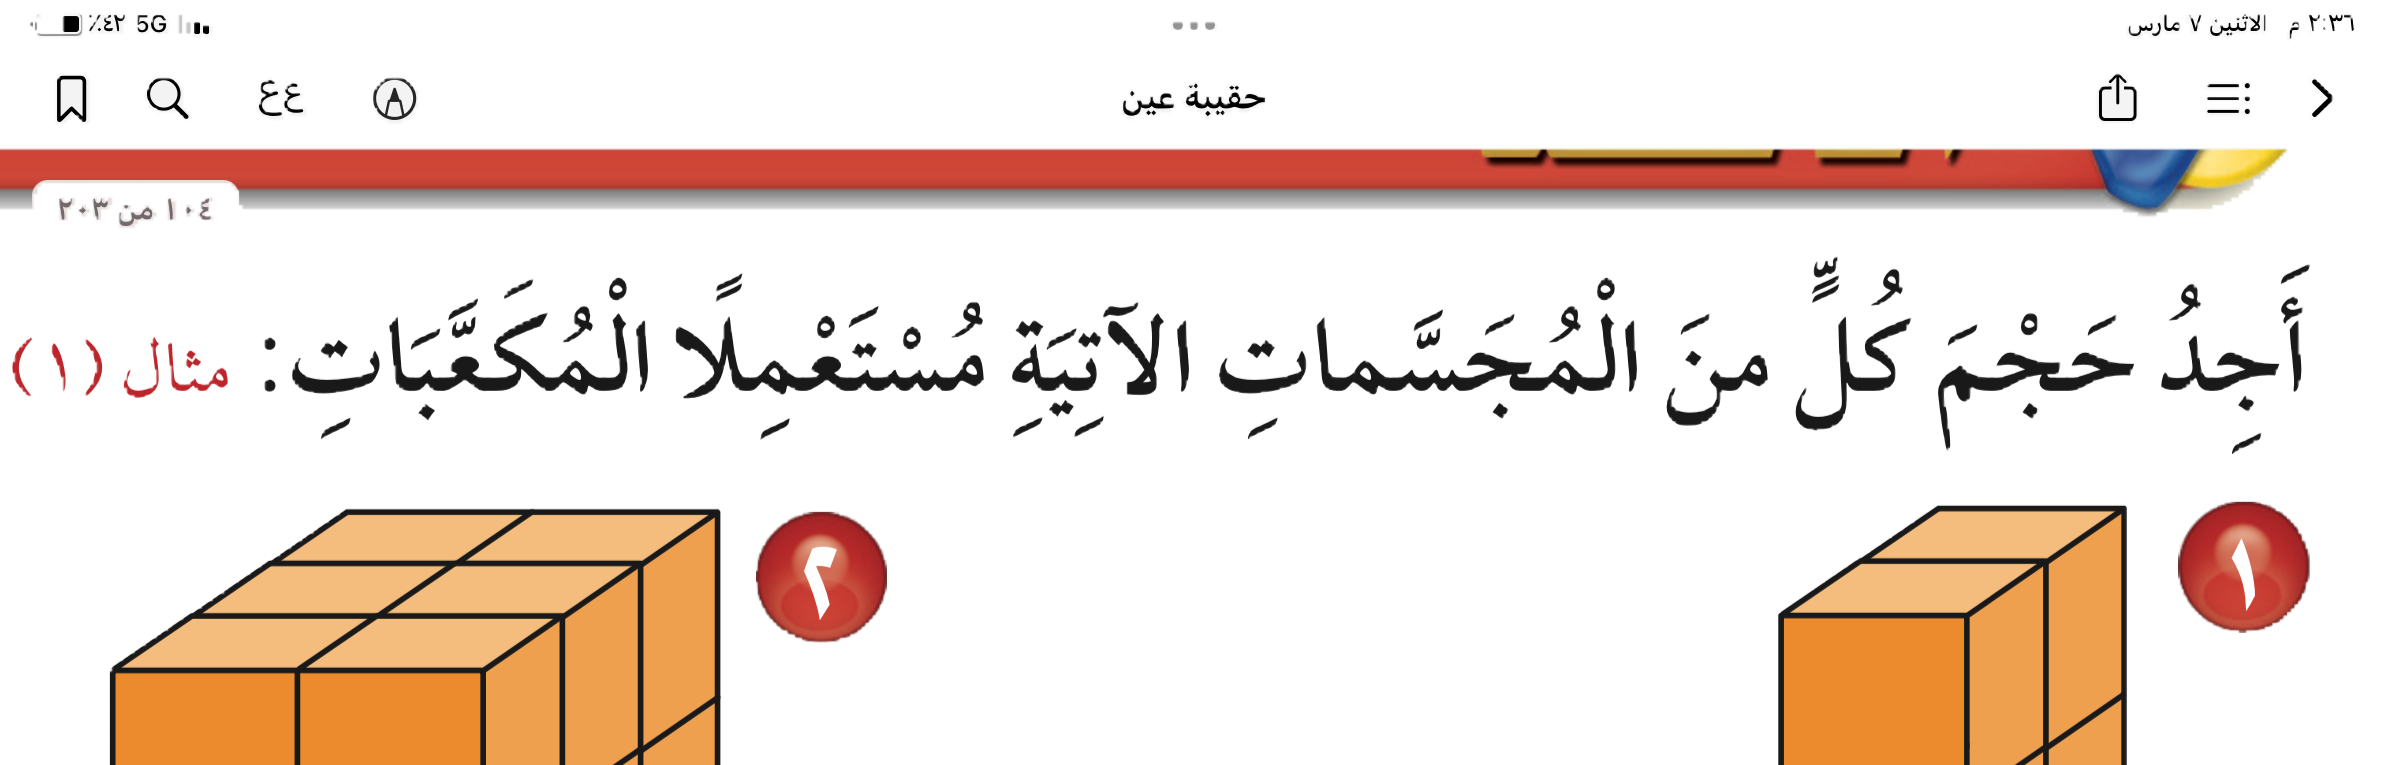 ٢:٣٦ م الاثنين ٧ مارس ٪٤٢ 5G
حقيبة عين عع
١٠٤ من ٢٠٣
أَجِدُ حَجْمَ كُلٍّ منَ الْمُجَسَّماتِ الآتِيَةِ مُسْتَعْمِلًا الْمُكَعَّبَاتِ: مثال (١)
١ ٢